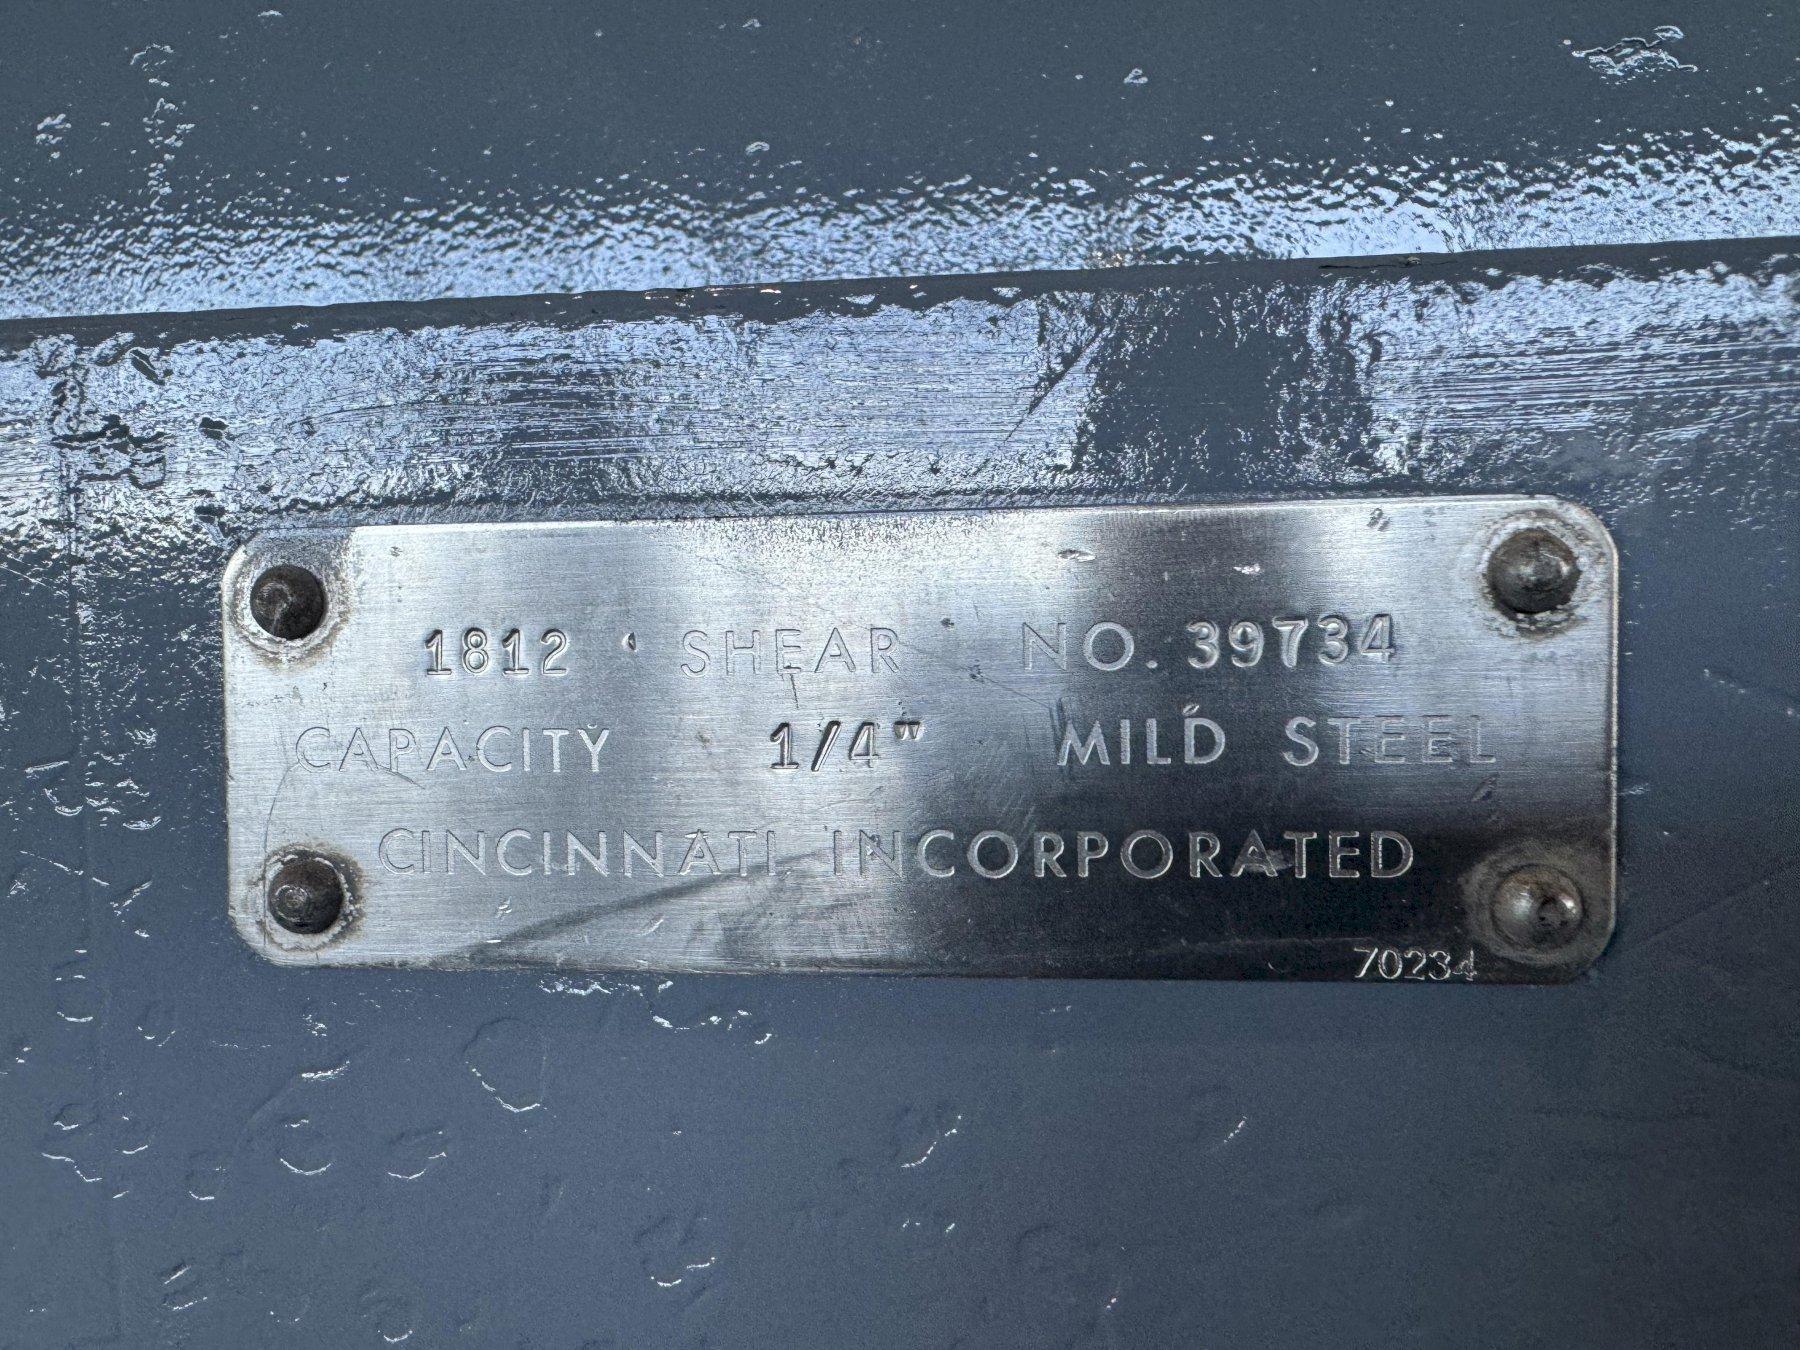 1812 SHEAR NO. 39734
CAPACITY 1/4" MILD STEEL
CINCINNATI INCORPORATED
70234